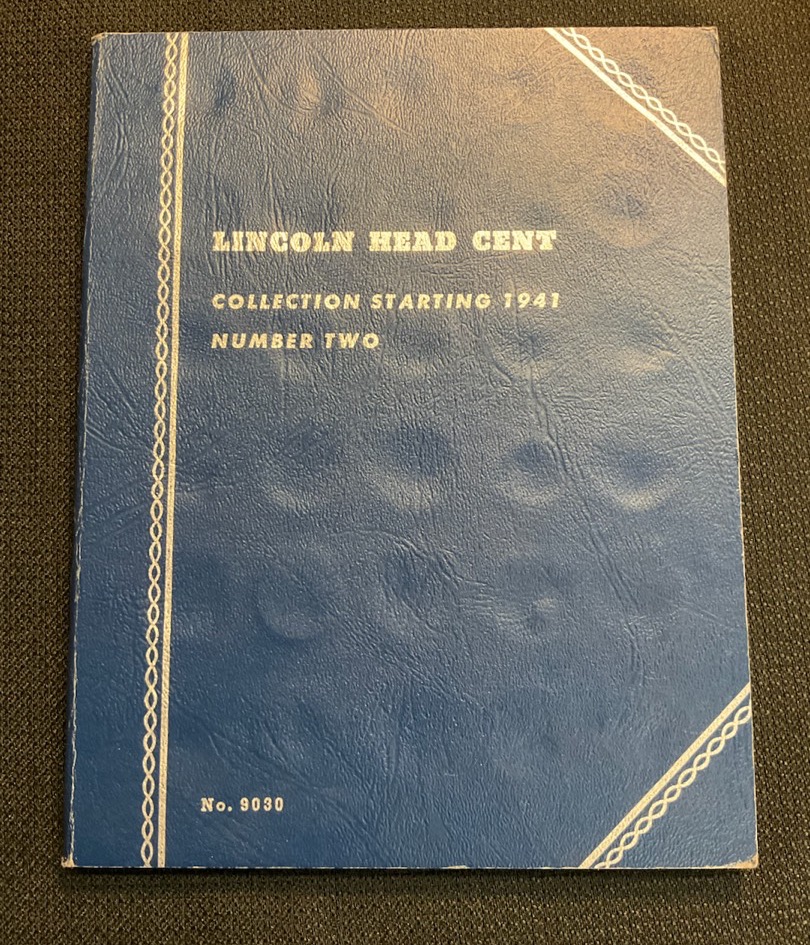 LINCOLN HEAD CENT
COLLECTION STARTING 1941
NUMBER TWO
No. 9030